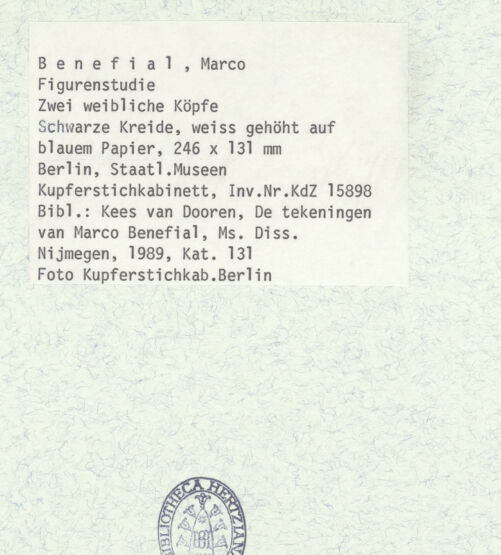 B e n e f i a l , Marco
Figurenstudie
Zwei weibliche Köpfe
Schwarze Kreide, weiss gehöht auf
blauem Papier, 246 x 131 mm
Berlin, Staatl.Museen
Kupferstichkabinett, Inv.Nr.KdZ 15898
Bibl.: Kees van Dooren, De tekeningen
van Marco Benefial, Ms. Diss.
Nijmegen, 1989, Kat. 131
Foto Kupferstichkab.Berlin
BIBLIOTHECA HERTZIAN